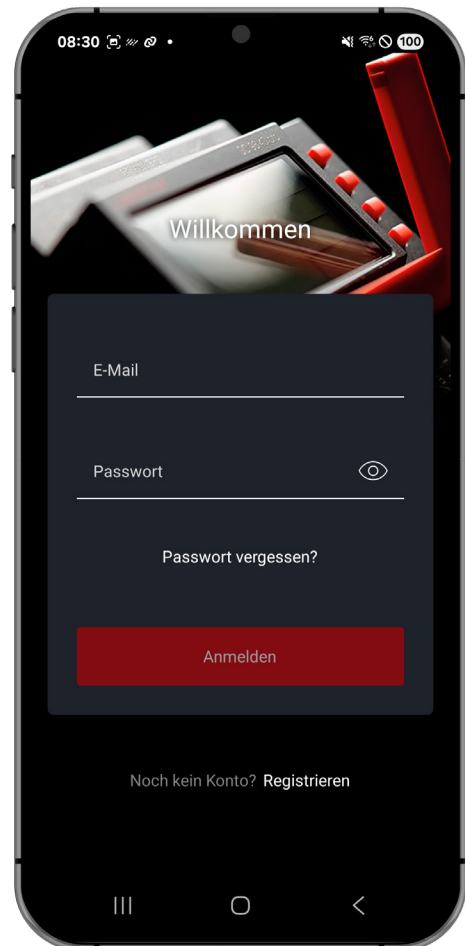 08:30
100
Willkommen
E-Mail
Passwort
Passwort vergessen?
Anmelden
Noch kein Konto? Registrieren